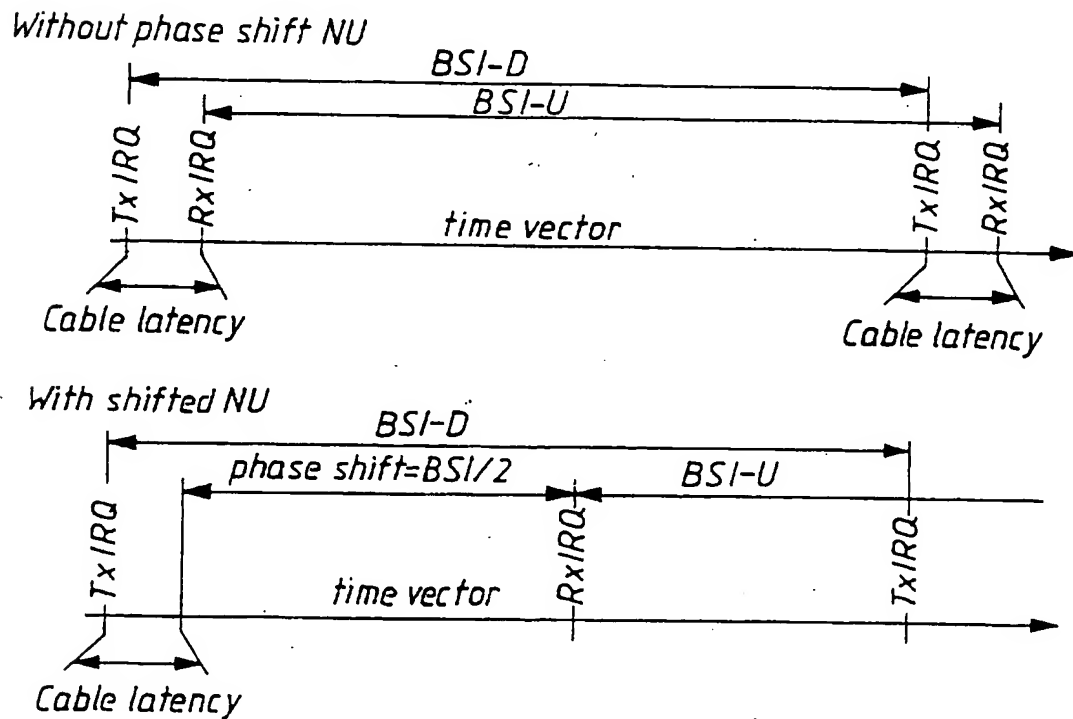 Without phase shift NU
BSI-D
BSI-U
TxIRQ
RxIRQ
TxIRQ
RxIRQ
time vector
Cable latency
Cable latency
With shifted NU
BSI-D
phase shift=BSI/2
BSI-U
TxIRQ
RxIRQ
TxIRQ
time vector
Cable latency